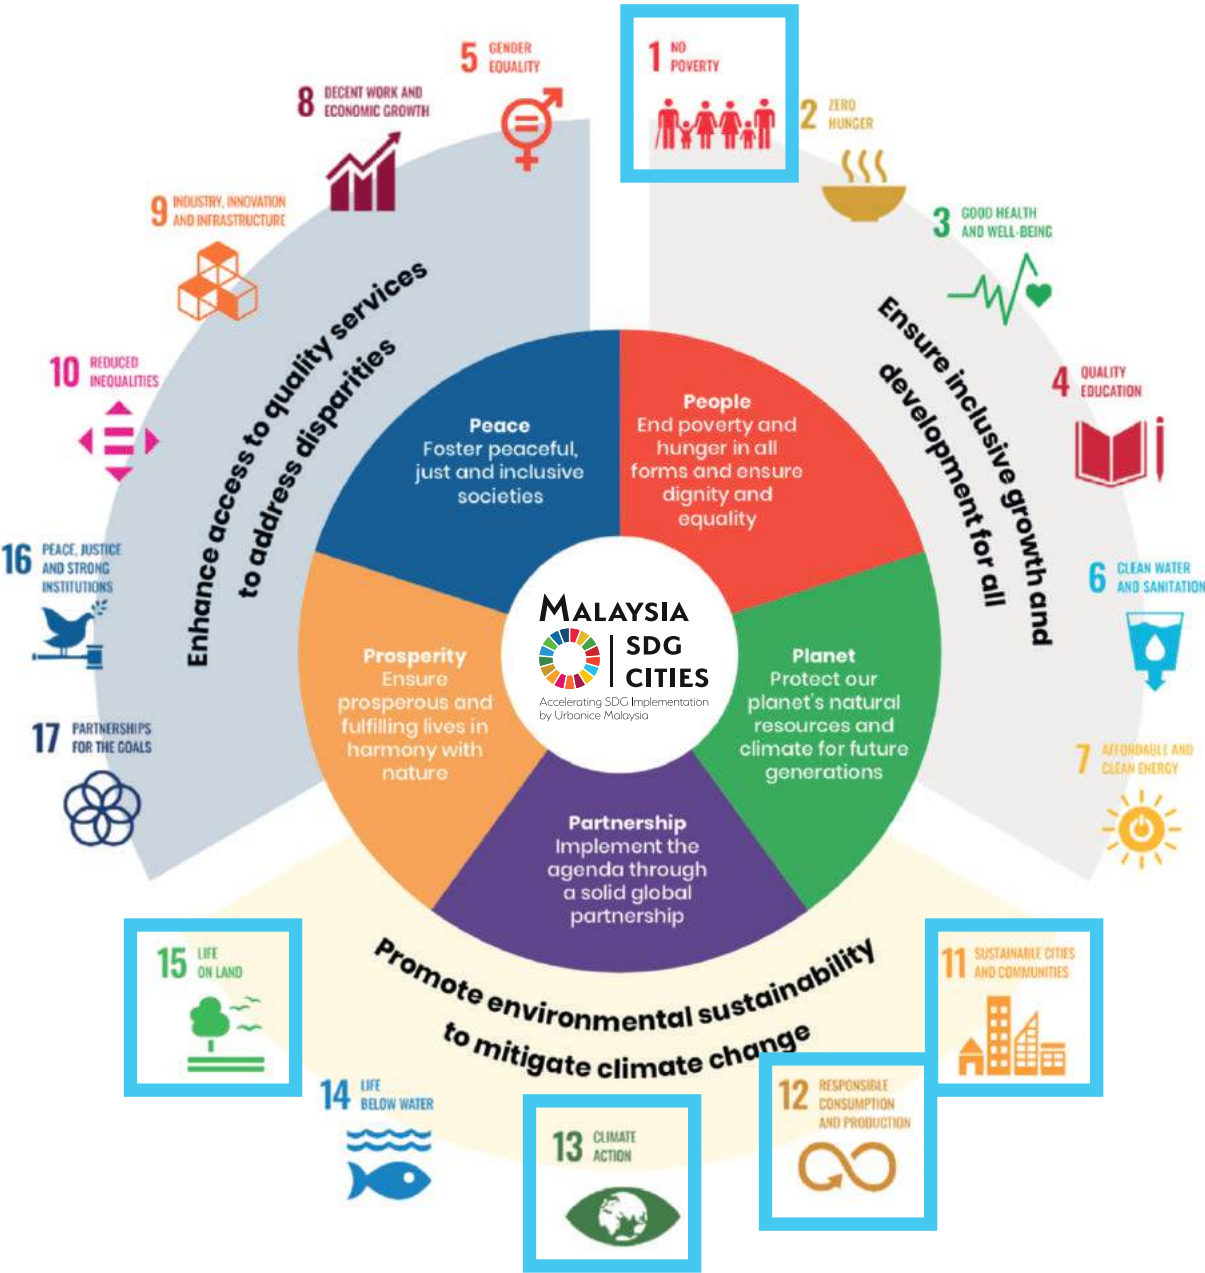 5 GENDER
EQUALITY
1 NO
POVERTY
8 DECENT WORK AND
ECONOMIC GROWTH
2 ZERO
HUNGER
9 INDUSTRY, INNOVATION
AND INFRASTRUCTURE
3 GOOD HEALTH
AND WELL-BEING
10 REDUCED
INEQUALITIES
4 QUALITY
EDUCATION
16 PEACE, JUSTICE
AND STRONG
INSTITUTIONS
6 CLEAN WATER
AND SANITATION
17 PARTNERSHIPS
FOR THE GOALS
7 AFFORDABLE AND
CLEAN ENERGY
Enhance access to quality services
to address disparities
Ensure inclusive growth and
development for all
Peace
Foster peaceful,
just and inclusive
societies
People
End poverty and
hunger in all
forms and ensure
dignity and
equality
MALAYSIA
SDG
CITIES
Accelerating SDG Implementation
by Urbanice Malaysia
Prosperity
Ensure
prosperous and
fulfilling lives in
harmony with
nature
Planet
Protect our
planet's natural
resources and
climate for future
generations
Partnership
Implement the
agenda through
a solid global
partnership
Promote environmental sustainability
to mitigate climate change
15 LIFE
ON LAND
11 SUSTAINABLE CITIES
AND COMMUNITIES
14 LIFE
BELOW WATER
12 RESPONSIBLE
CONSUMPTION
AND PRODUCTION
13 CLIMATE
ACTION